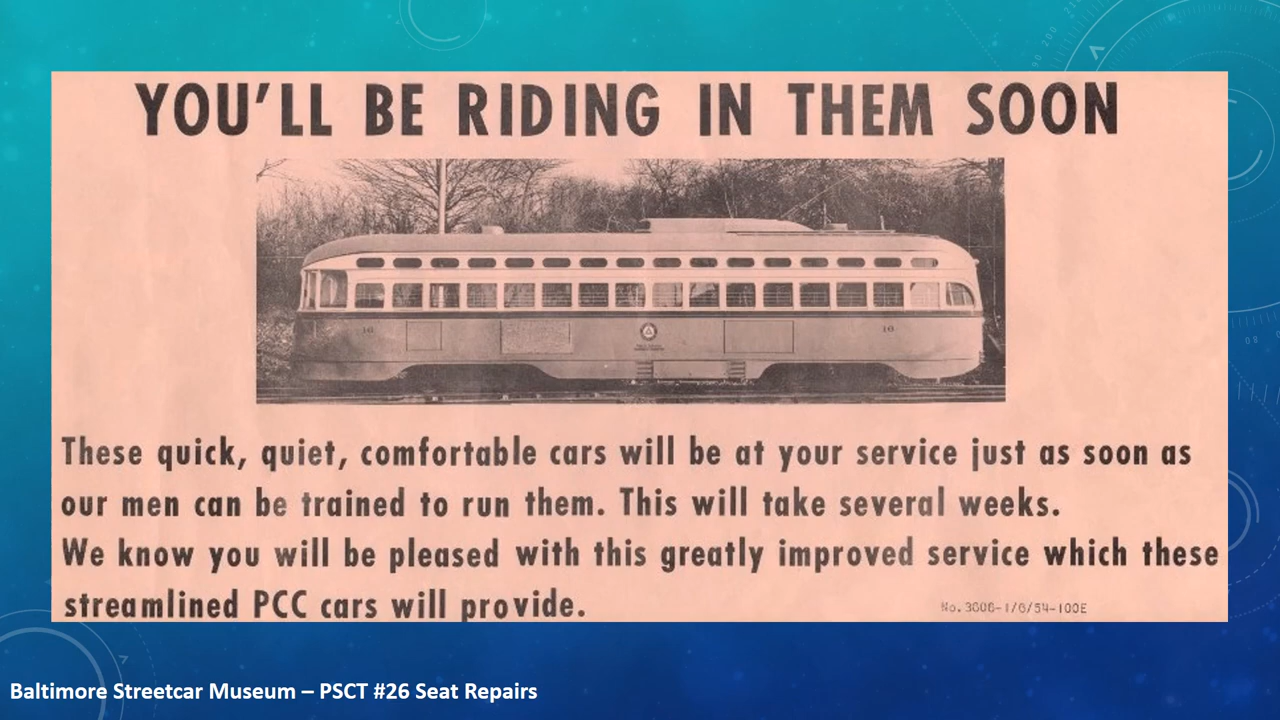 YOU'LL BE RIDING IN THEM SOON
16
16
These quick, quiet, comfortable cars will be at your service just as soon as
our men can be trained to run them. This will take several weeks.
We know you will be pleased with this greatly improved service which these
streamlined PCC cars will provide.
No. 3606-1/6/54-100E
Baltimore Streetcar Museum – PSCT #26 Seat Repairs